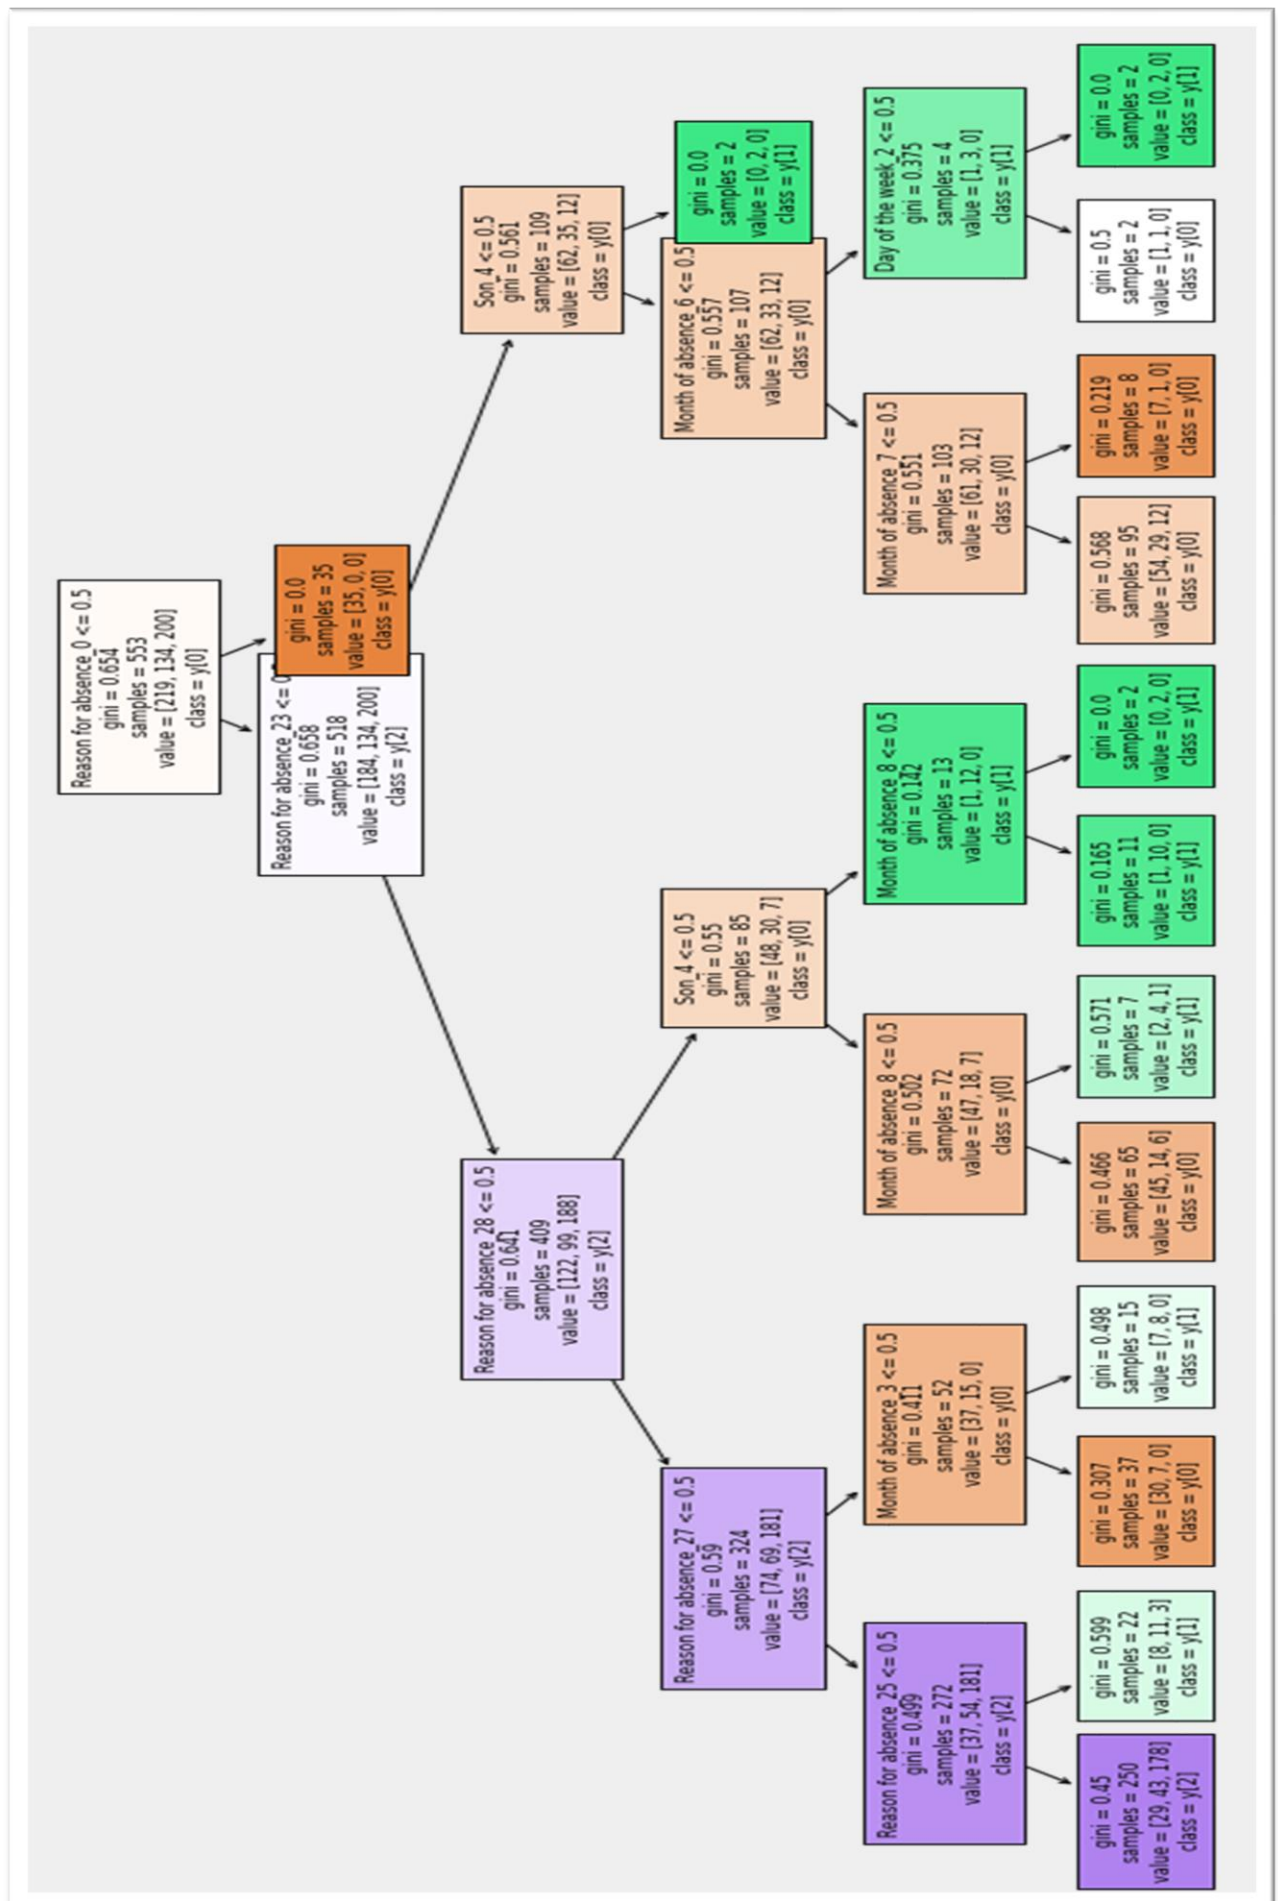 Reason for absence_0 <= 0.5
gini = 0.654
samples = 553
value = [219, 134, 200]
class = y[0]
Reason for absence_23 <= 0
gini = 0.658
samples = 518
value = [184, 134, 200]
class = y[2]
gini = 0.0
samples = 35
value = [35, 0, 0]
class = y[0]
Reason for absence_28 <= 0.5
gini = 0.641
samples = 409
value = [122, 99, 188]
class = y[2]
Son_4 <= 0.5
gini = 0.561
samples = 109
value = [62, 35, 12]
class = y[0]
Reason for absence_27 <= 0.5
gini = 0.59
samples = 324
value = [74, 69, 181]
class = y[2]
Son_4 <= 0.5
gini = 0.55
samples = 85
value = [48, 30, 7]
class = y[0]
Month of absence_6 <= 0.5
gini = 0.557
samples = 107
value = [62, 33, 12]
class = y[0]
gini = 0.0
samples = 2
value = [0, 2, 0]
class = y[1]
Reason for absence_25 <= 0.5
gini = 0.499
samples = 272
value = [37, 54, 181]
class = y[2]
Month of absence_3 <= 0.5
gini = 0.411
samples = 52
value = [37, 15, 0]
class = y[0]
Month of absence_8 <= 0.5
gini = 0.502
samples = 72
value = [47, 18, 7]
class = y[0]
Month of absence_8 <= 0.5
gini = 0.142
samples = 13
value = [1, 12, 0]
class = y[1]
Month of absence_7 <= 0.5
gini = 0.551
samples = 103
value = [61, 30, 12]
class = y[0]
Day of the week_2 <= 0.5
gini = 0.375
samples = 4
value = [1, 3, 0]
class = y[1]
gini = 0.45
samples = 250
value = [29, 43, 178]
class = y[2]
gini = 0.599
samples = 22
value = [8, 11, 3]
class = y[1]
gini = 0.307
samples = 37
value = [30, 7, 0]
class = y[0]
gini = 0.498
samples = 15
value = [7, 8, 0]
class = y[1]
gini = 0.466
samples = 65
value = [45, 14, 6]
class = y[0]
gini = 0.571
samples = 7
value = [2, 4, 1]
class = y[1]
gini = 0.165
samples = 11
value = [1, 10, 0]
class = y[1]
gini = 0.0
samples = 2
value = [0, 2, 0]
class = y[1]
gini = 0.568
samples = 95
value = [54, 29, 12]
class = y[0]
gini = 0.219
samples = 8
value = [7, 1, 0]
class = y[0]
gini = 0.5
samples = 2
value = [1, 1, 0]
class = y[0]
gini = 0.0
samples = 2
value = [0, 2, 0]
class = y[1]